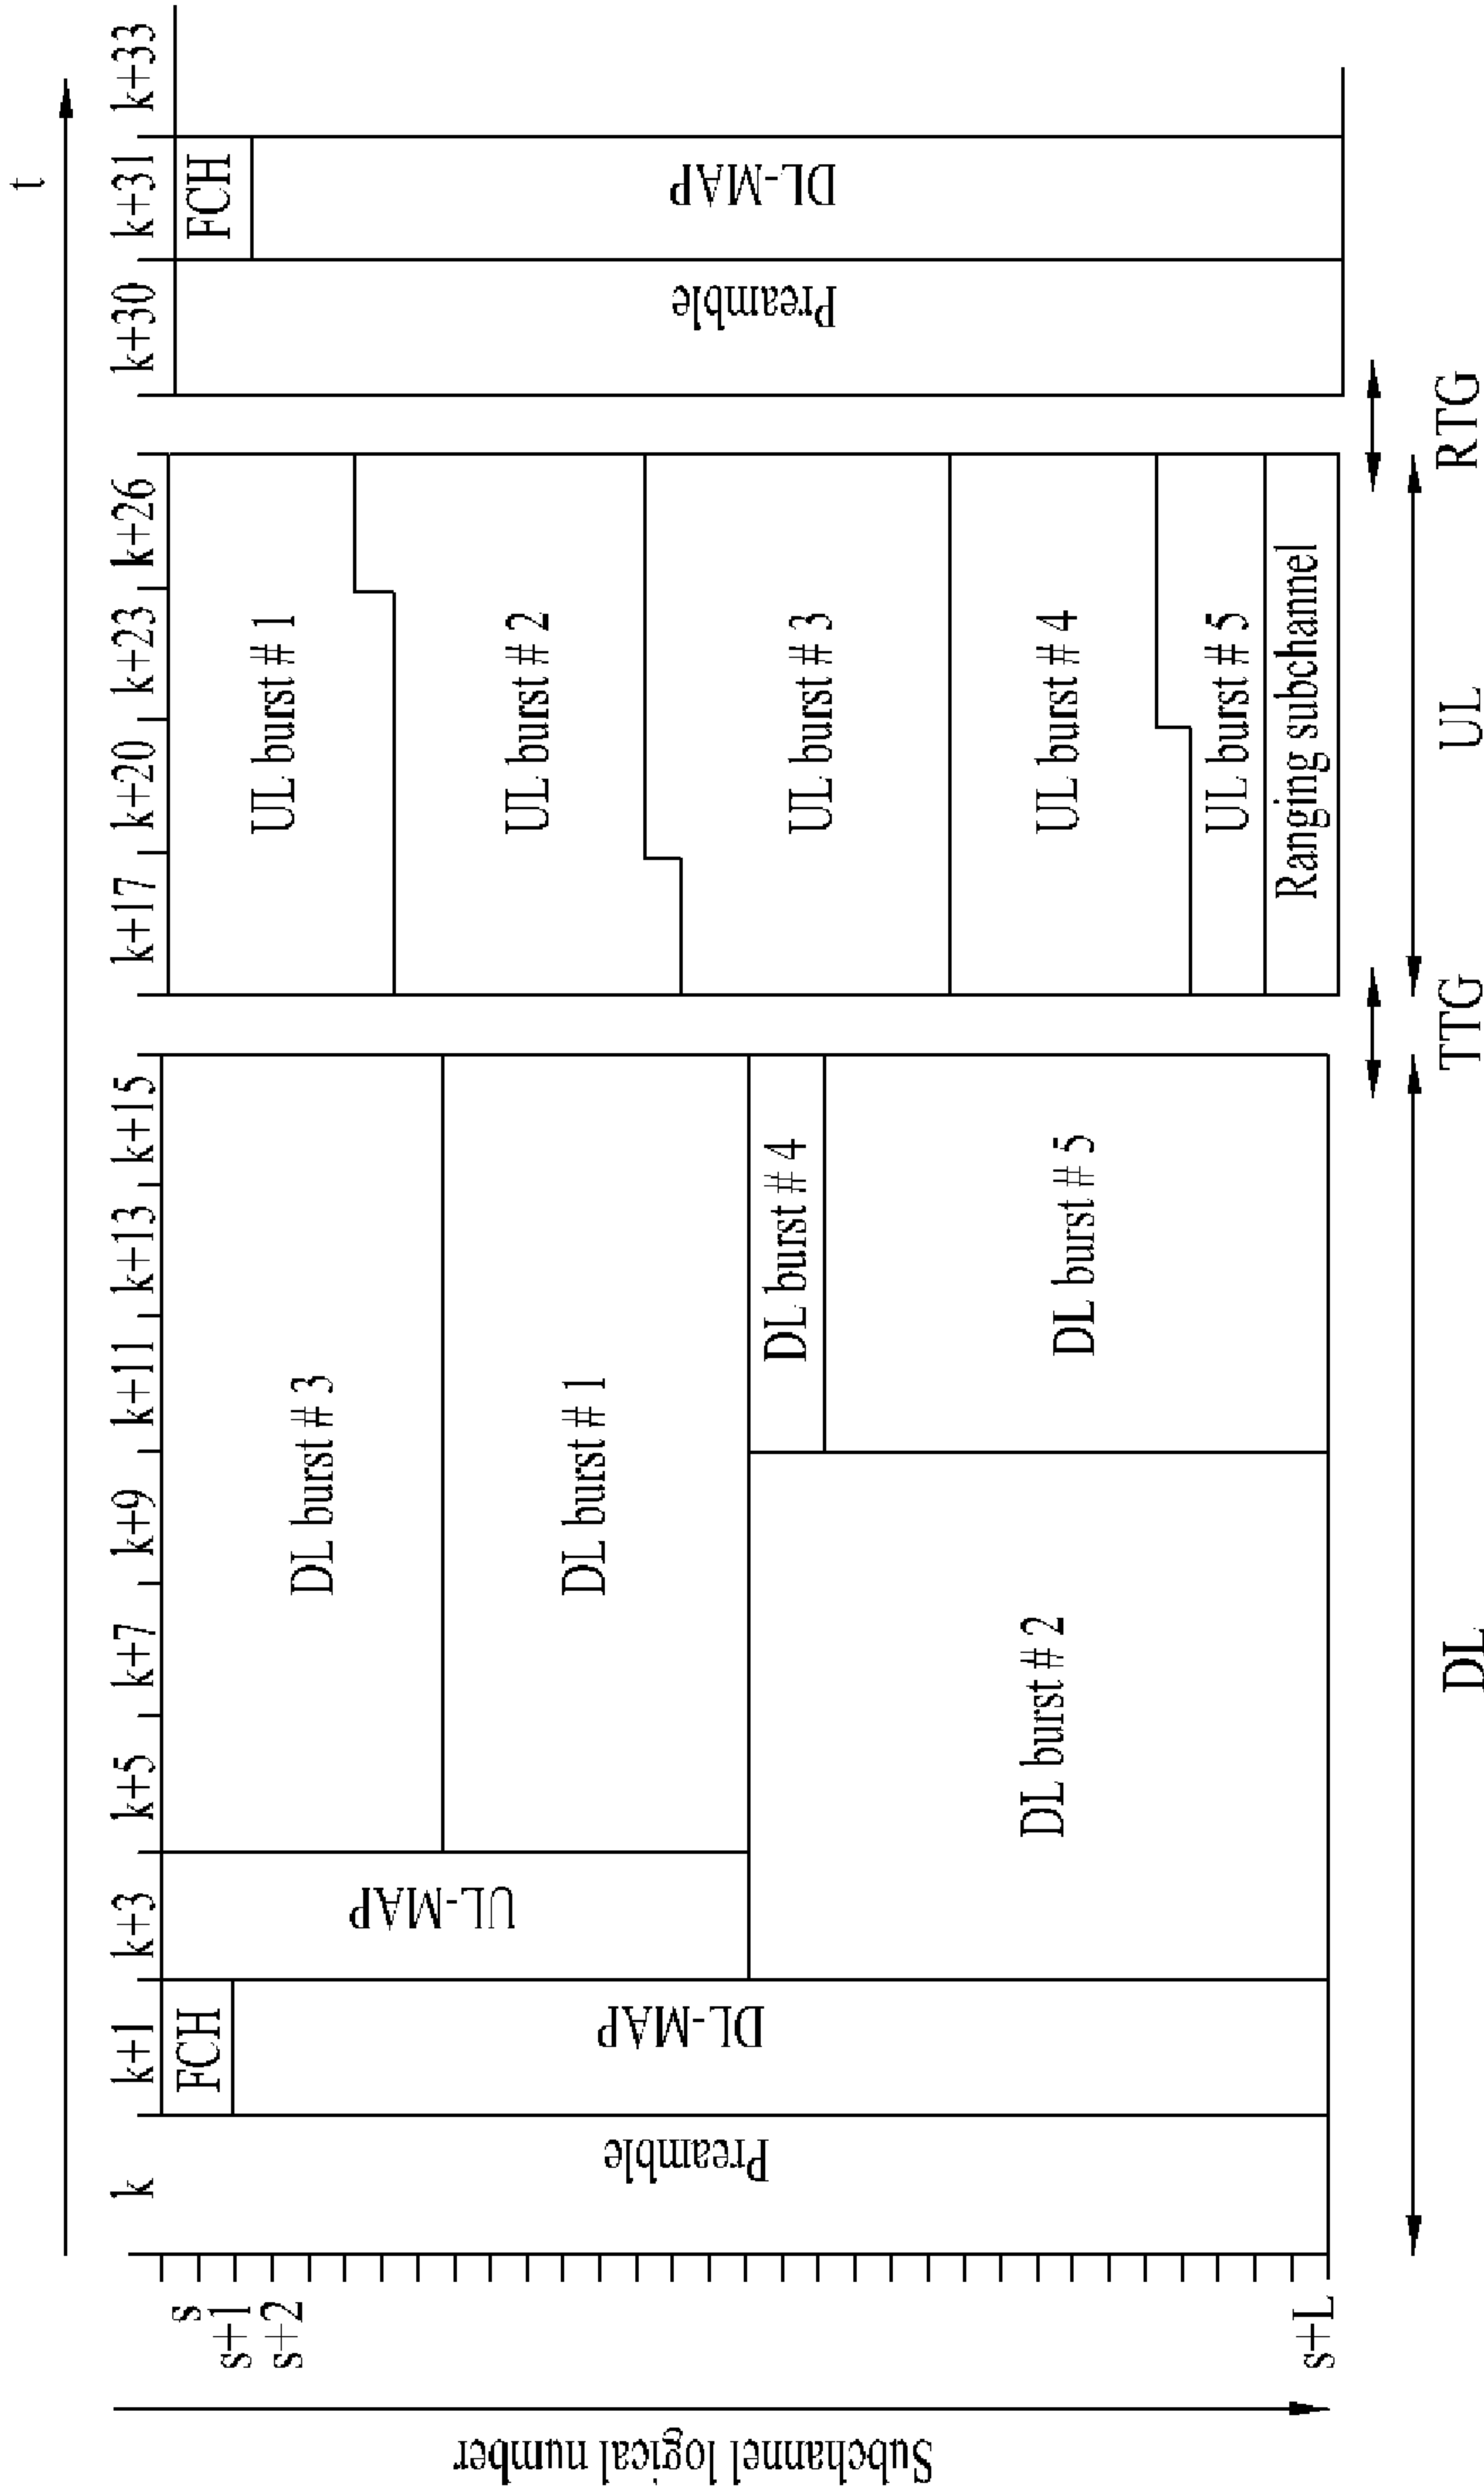 t
k
k+1
k+3
k+5
k+7
k+9
k+11
k+13
k+15
k+17
k+20
k+23
k+26
k+30
k+31
k+33
Subchannel logical number
s
s+1
s+2
s+L
Preamble
FCH
DL-MAP
UL-MAP
DL burst # 3
DL burst # 1
DL burst # 2
DL burst # 4
DL burst # 5
UL burst # 1
UL burst # 2
UL burst # 3
UL burst # 4
UL burst # 5
Ranging subchannel
Preamble
FCH
DL-MAP
DL
TTG
UL
RTG